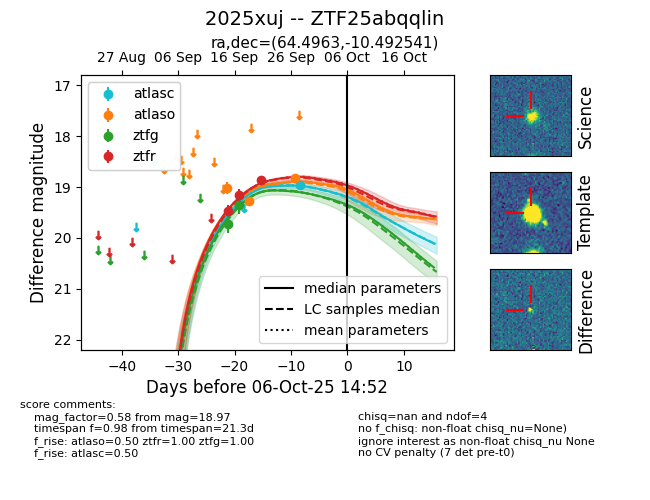 2025xuj -- ZTF25abqqlin
ra,dec=(64.4963,-10.492541)
27 Aug 06 Sep 16 Sep 26 Sep 06 Oct 16 Oct
17
18
19
20
21
22
Difference magnitude
atlasc
atlaso
ztfg
ztfr
median parameters
LC samples median
mean parameters
−40 −30 −20 −10 0 10
Days before 06-Oct-25 14:52
Science
Template
Difference
score comments:
mag_factor=0.58 from mag=18.97
timespan f=0.98 from timespan=21.3d
f_rise: atlaso=0.50 ztfr=1.00 ztfg=1.00
f_rise: atlasc=0.50
chisq=nan and ndof=4
no f_chisq: non-float chisq_nu=None)
ignore interest as non-float chisq_nu None
no CV penalty (7 det pre-t0)